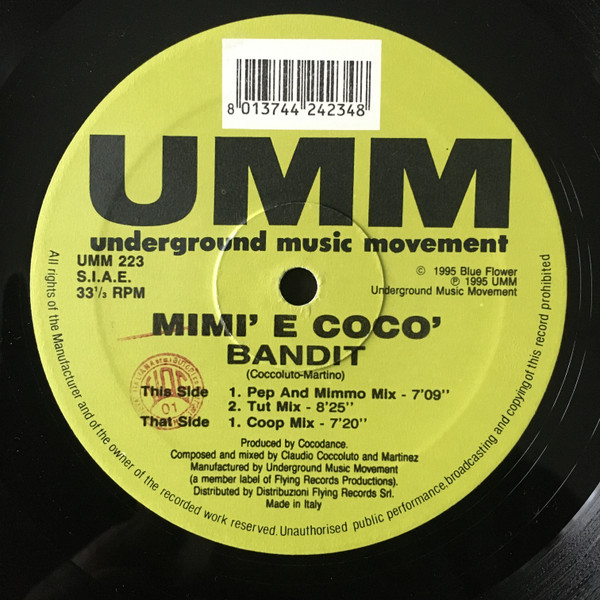 8 013744 242348
UMM
underground music movement
UMM 223
S.I.A.E.
33 1/3 RPM
© 1995 Blue Flower
℗ 1995 UMM
Underground Music Movement
MIMI' E COCO'
BANDIT
(Coccoluto-Martino)
This Side 1. Pep And Mimmo Mix - 7'09"
2. Tut Mix - 8'25"
That Side 1. Coop Mix - 7'20"
Produced by Cocodance.
Composed and mixed by Claudio Coccoluto and Martinez
Manufactured by Underground Music Movement
(a member label of Flying Records Productions).
Distributed by Distribuzioni Flying Records Srl.
Made in Italy
All rights of the Manufacturer and of the owner of the recorded work reserved. Unauthorised public performance, broadcasting and copying of this record prohibited
01